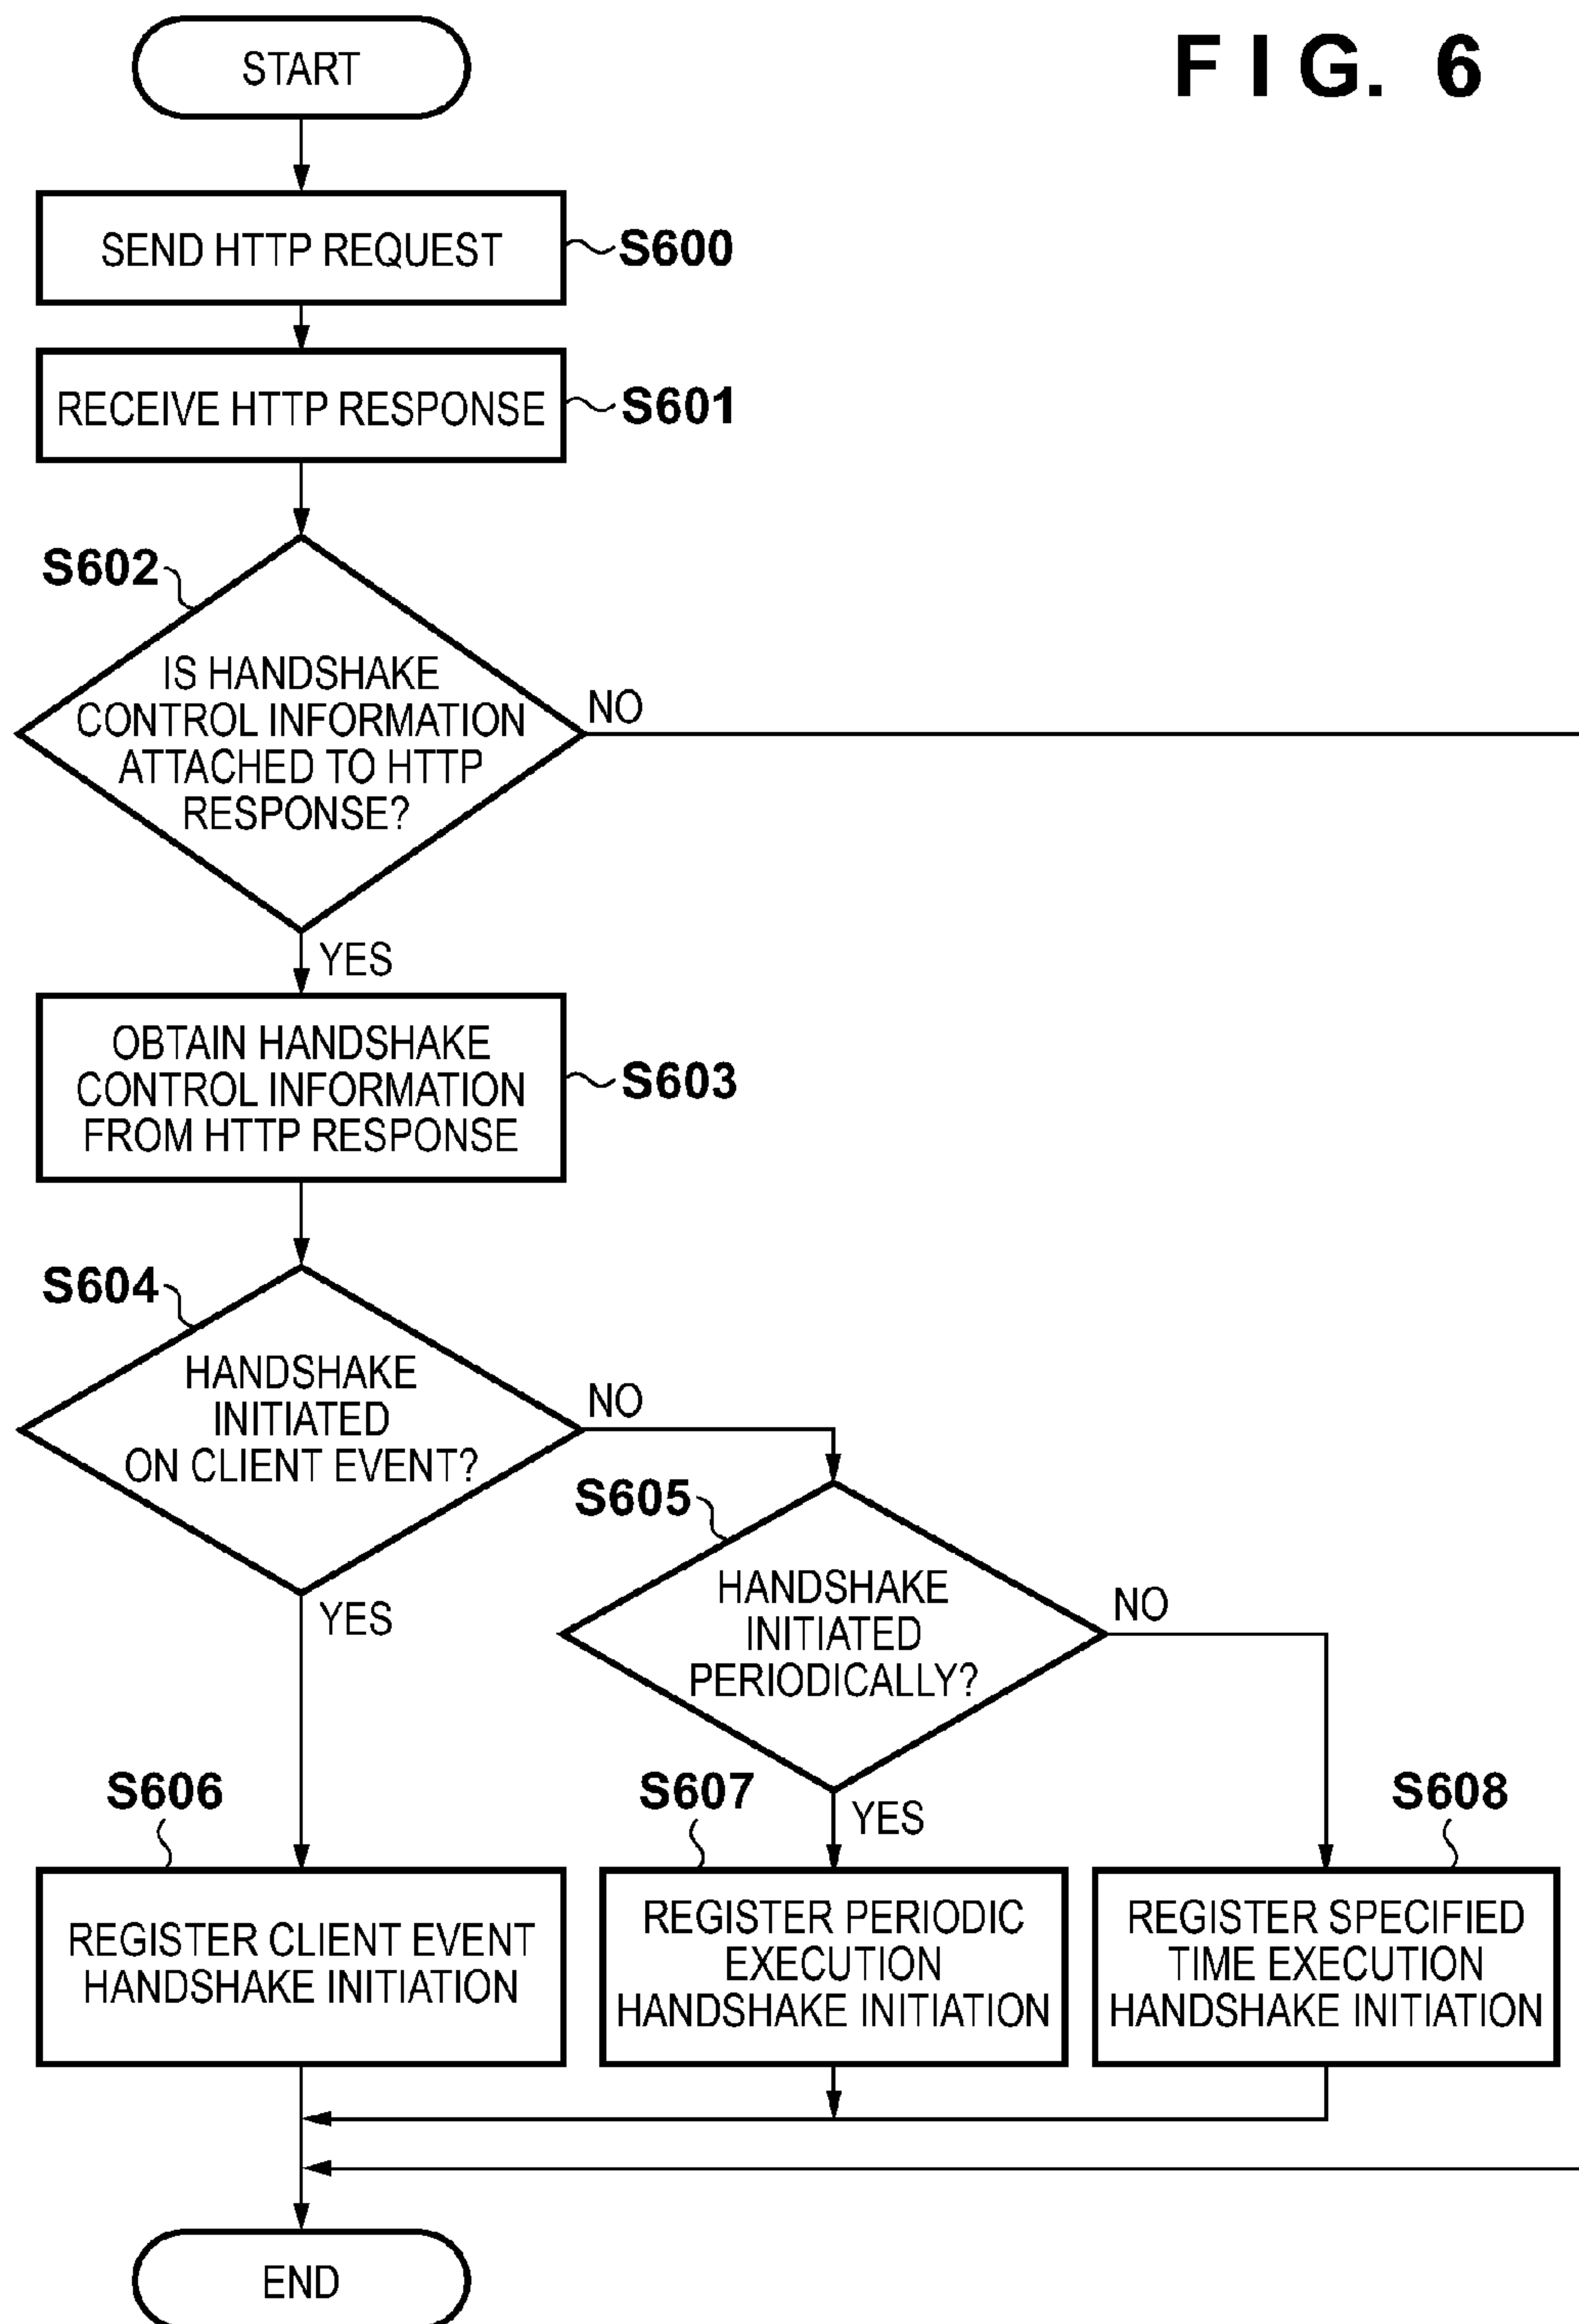 FIG. 6
START
SEND HTTP REQUEST
S600
RECEIVE HTTP RESPONSE
S601
S602
IS HANDSHAKE
CONTROL INFORMATION
ATTACHED TO HTTP
RESPONSE?
NO
YES
OBTAIN HANDSHAKE
CONTROL INFORMATION
FROM HTTP RESPONSE
S603
S604
HANDSHAKE
INITIATED
ON CLIENT EVENT?
NO
YES
S605
HANDSHAKE
INITIATED
PERIODICALLY?
NO
YES
S606
REGISTER CLIENT EVENT
HANDSHAKE INITIATION
S607
REGISTER PERIODIC
EXECUTION
HANDSHAKE INITIATION
S608
REGISTER SPECIFIED
TIME EXECUTION
HANDSHAKE INITIATION
END